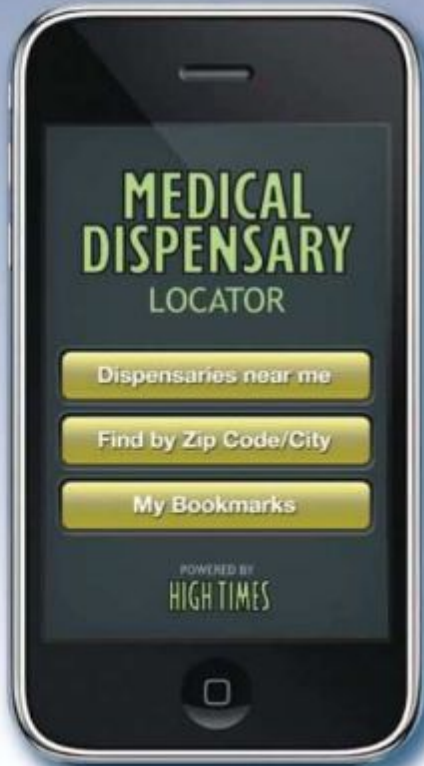 MEDICAL
DISPENSARY
LOCATOR
Dispensaries near me
Find by Zip Code/City
My Bookmarks
POWERED BY
HIGH TIMES